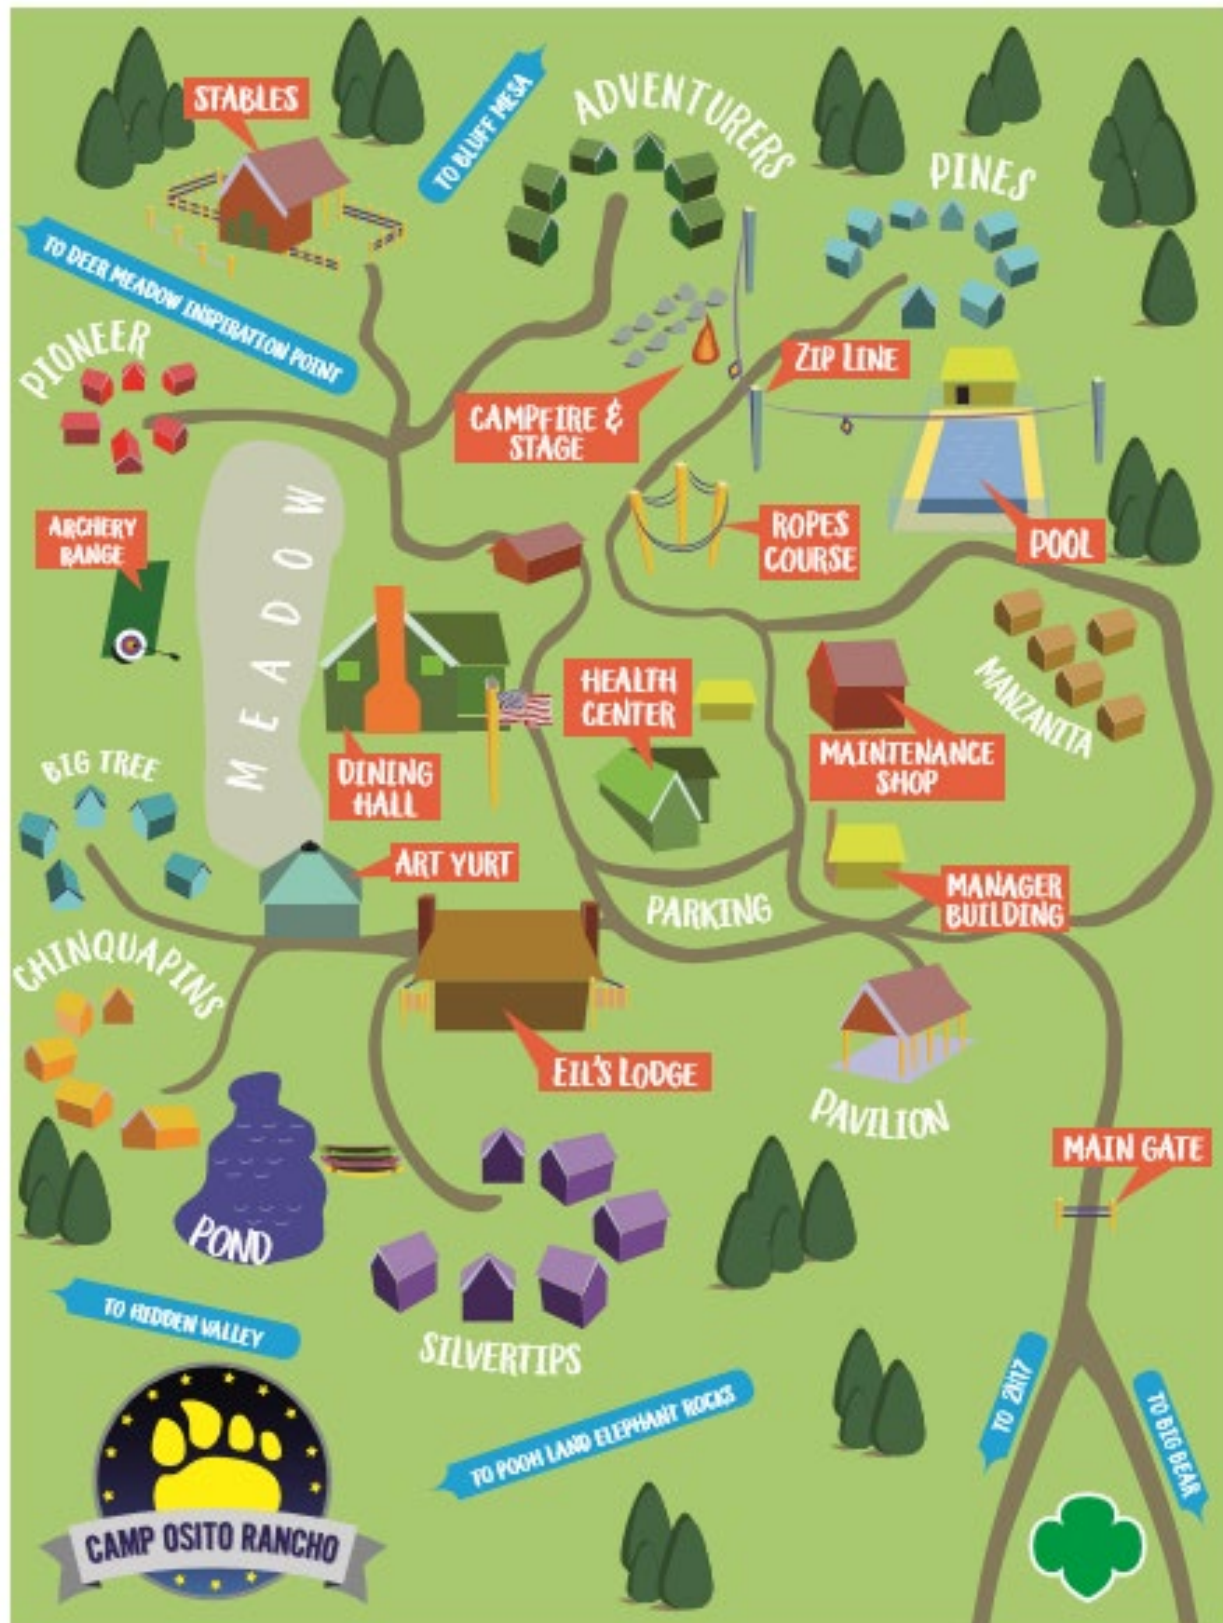 STABLES
TO BLUFF MESA
ADVENTURERS
PINES
TO DEER MEADOW INSPIRATION POINT
PIONEER
ZIP LINE
CAMPFIRE &
STAGE
ARCHERY
RANGE
MEADOW
ROPES
COURSE
POOL
HEALTH
CENTER
MANZANITA
MAINTENANCE
SHOP
DINING
HALL
BIG TREE
ART YURT
MANAGER
BUILDING
PARKING
CHINQUAPINS
EIL'S LODGE
PAVILION
MAIN GATE
POND
TO HIDDEN VALLEY
SILVERTIPS
TO POOH LAND ELEPHANT ROCKS
TO 2N17
TO BIG BEAR
CAMP OSITO RANCHO